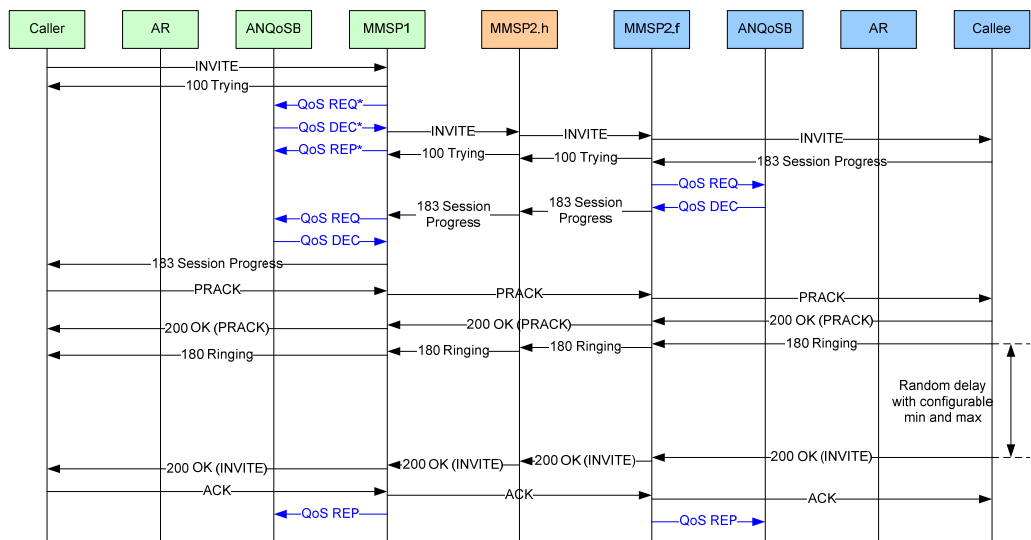 Caller
AR
ANQoSB
MMSP1
MMSP2.h
MMSP2.f
ANQoSB
AR
Callee
INVITE
100 Trying
QoS REQ*
QoS DEC*
INVITE
INVITE
INVITE
QoS REP*
100 Trying
100 Trying
183 Session Progress
QoS REQ
183 Session
Progress
183 Session
Progress
QoS DEC
QoS REQ
QoS DEC
183 Session Progress
PRACK
PRACK
PRACK
200 OK (PRACK)
200 OK (PRACK)
200 OK (PRACK)
180 Ringing
180 Ringing
180 Ringing
180 Ringing
Random delay
with configurable
min and max
200 OK (INVITE)
200 OK (INVITE)
200 OK (INVITE)
200 OK (INVITE)
ACK
ACK
ACK
QoS REP
QoS REP